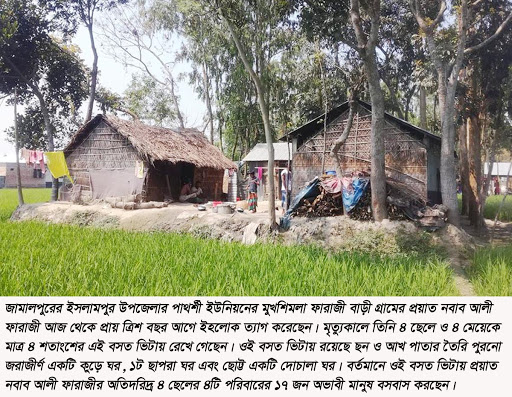 জামালপুরের ইসলামপুর উপজেলার পাথর্শী ইউনিয়নের মুখশিমলা ফারাজী বাড়ী গ্রামের প্রয়াত নবাব আলী
ফারাজী আজ থেকে প্রায় ত্রিশ বছর আগে ইহলোক ত্যাগ করেছেন। মৃত্যুকালে তিনি ৪ ছেলে ও ৪ মেয়েকে
মাত্র ৪ শতাংশের এই বসত ভিটায় রেখে গেছেন। ওই বসত ভিটায় রয়েছে ছন ও আখ পাতার তৈরি পুরনো
জরাজীর্ণ একটি কুড়ে ঘর, ১ট ছাপরা ঘর এবং ছোট্ট একটি দোচালা ঘর। বর্তমানে ওই বসত ভিটায় প্রয়াত
নবাব আলী ফারাজীর অতিদরিদ্র ৪ ছেলের ৪টি পরিবারের ১৭ জন অভাবী মানুষ বসবাস করছেন।